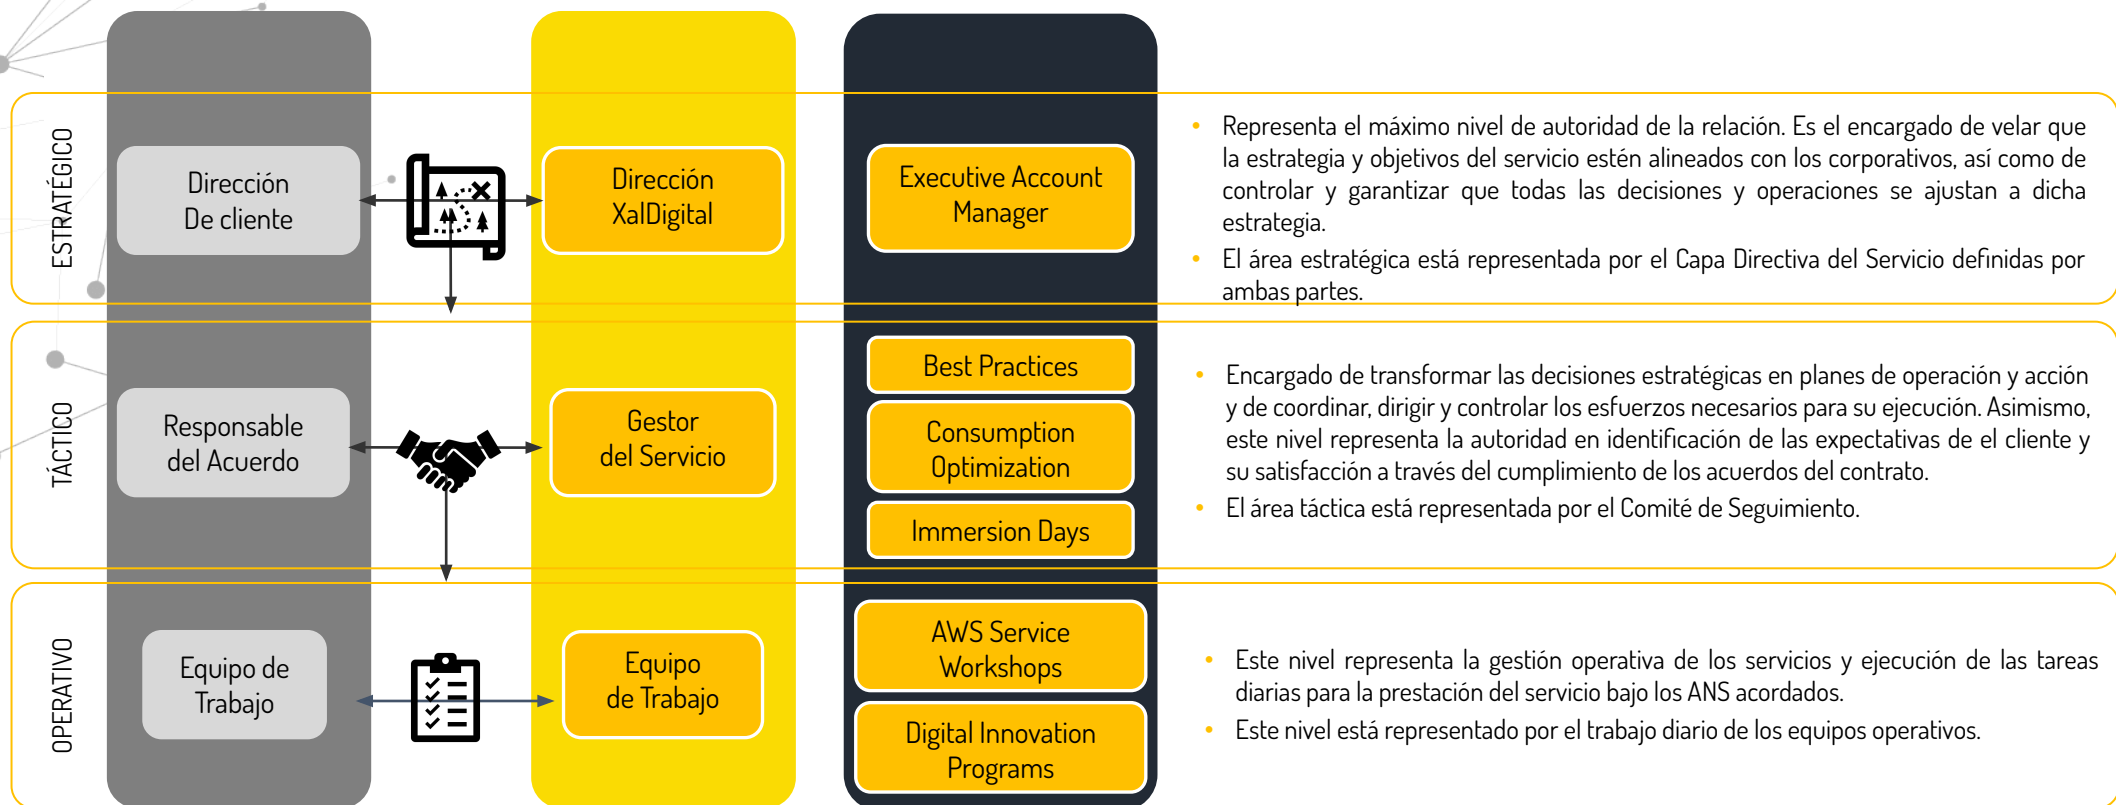 ESTRATÉGICO
Dirección
De cliente
Dirección
XalDigital
Executive Account
Manager
• Representa el máximo nivel de autoridad de la relación. Es el encargado de velar que
la estrategia y objetivos del servicio estén alineados con los corporativos, así como de
controlar y garantizar que todas las decisiones y operaciones se ajustan a dicha
estrategia.
• El área estratégica está representada por el Capa Directiva del Servicio definidas por
ambas partes.
TÁCTICO
Responsable
del Acuerdo
Gestor
del Servicio
Best Practices
Consumption
Optimization
Immersion Days
• Encargado de transformar las decisiones estratégicas en planes de operación y acción
y de coordinar, dirigir y controlar los esfuerzos necesarios para su ejecución. Asimismo,
este nivel representa la autoridad en identificación de las expectativas de el cliente y
su satisfacción a través del cumplimiento de los acuerdos del contrato.
• El área táctica está representada por el Comité de Seguimiento.
OPERATIVO
Equipo de
Trabajo
Equipo
de Trabajo
AWS Service
Workshops
Digital Innovation
Programs
• Este nivel representa la gestión operativa de los servicios y ejecución de las tareas
diarias para la prestación del servicio bajo los ANS acordados.
• Este nivel está representado por el trabajo diario de los equipos operativos.